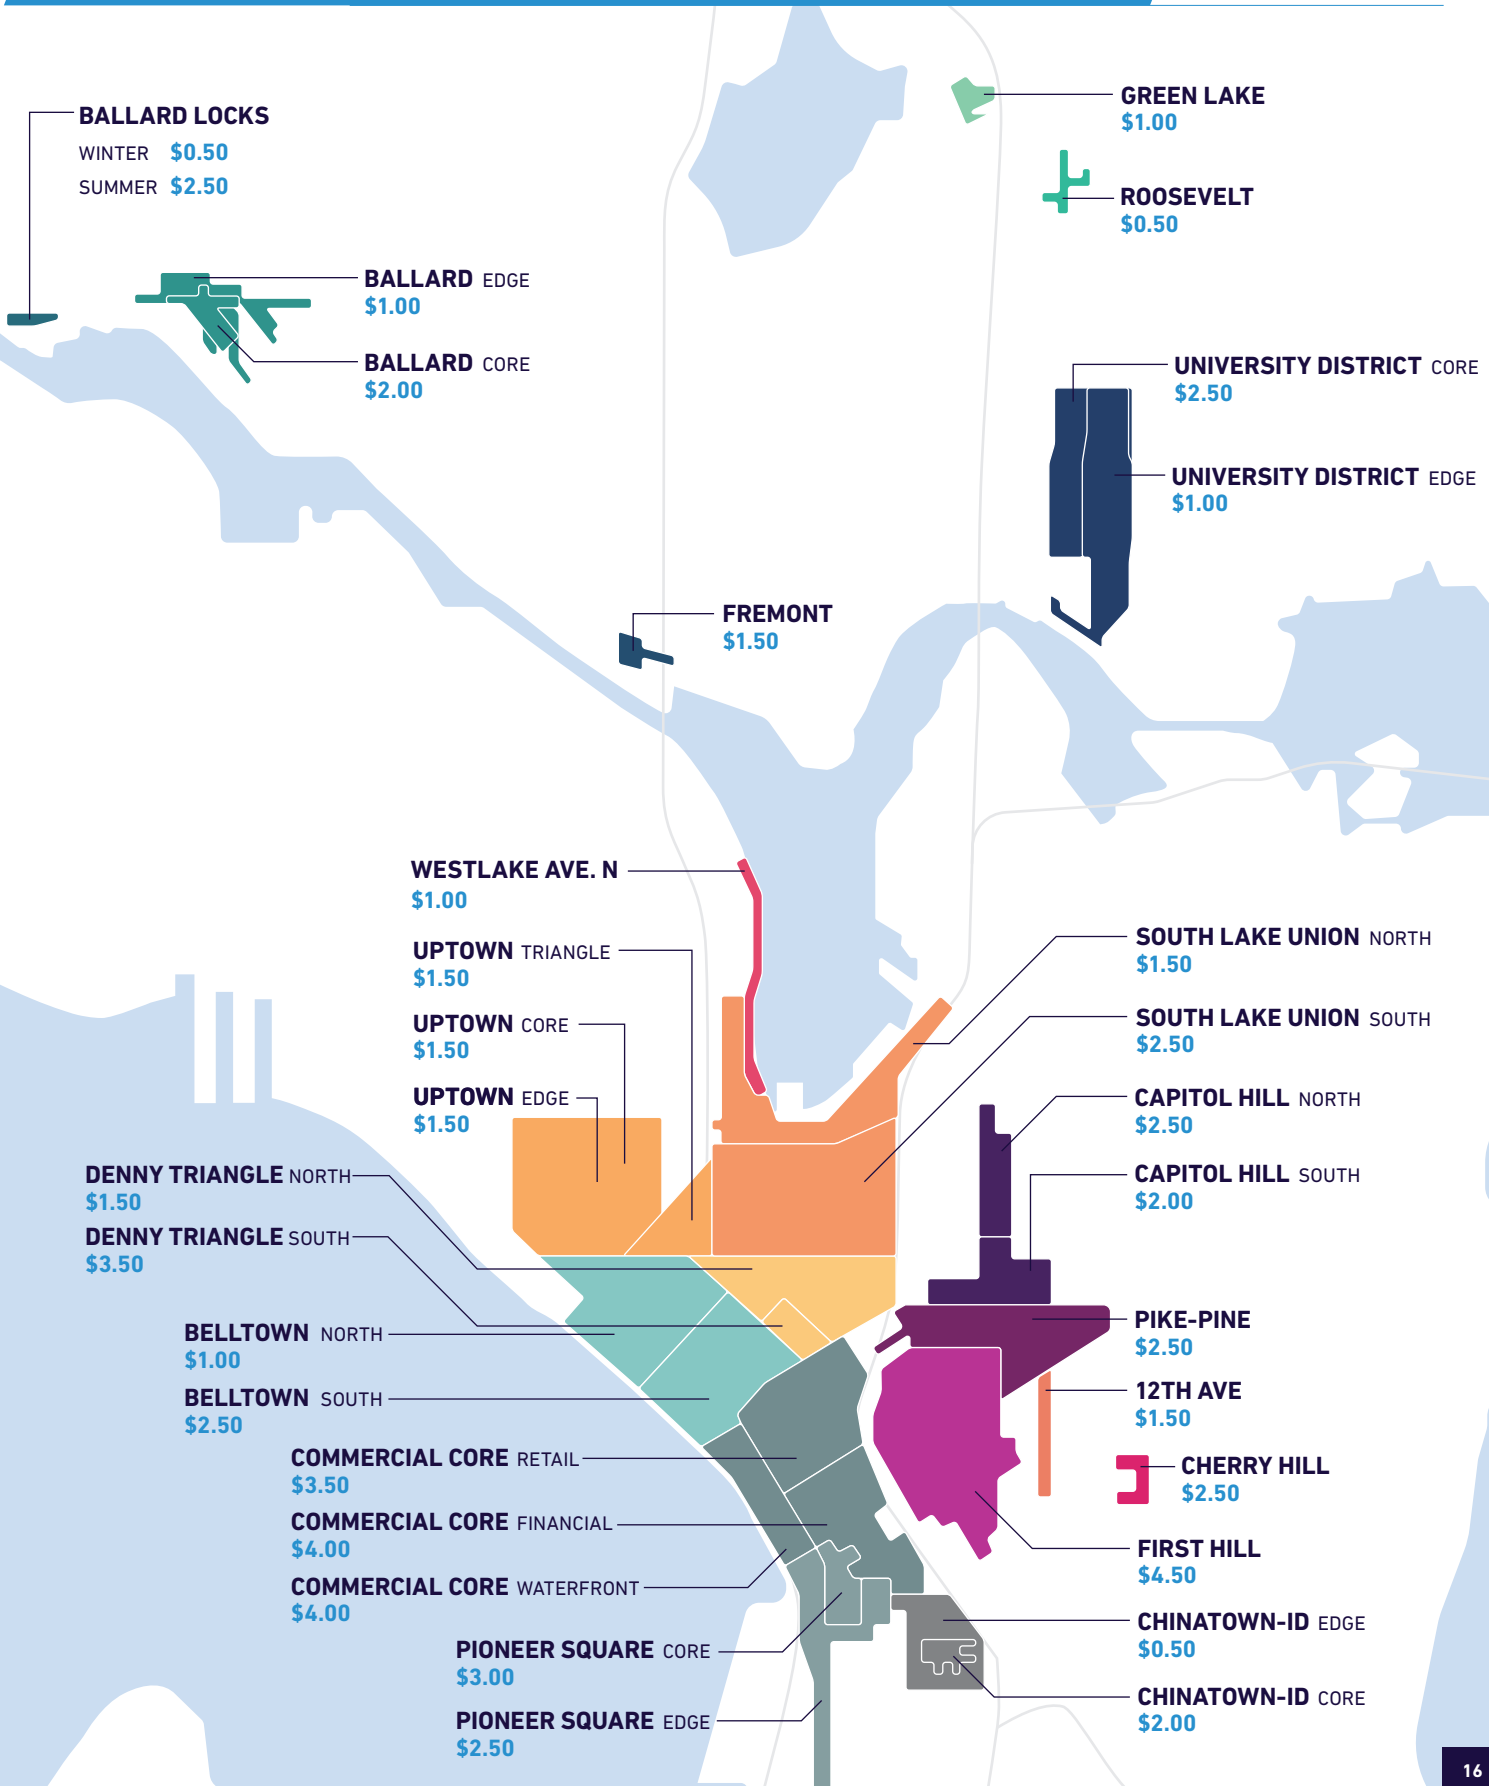 BALLARD LOCKS
WINTER $0.50
SUMMER $2.50
GREEN LAKE
$1.00
ROOSEVELT
$0.50
BALLARD EDGE
$1.00
BALLARD CORE
$2.00
UNIVERSITY DISTRICT CORE
$2.50
UNIVERSITY DISTRICT EDGE
$1.00
FREMONT
$1.50
WESTLAKE AVE. N
$1.00
UPTOWN TRIANGLE
$1.50
UPTOWN CORE
$1.50
UPTOWN EDGE
$1.50
DENNY TRIANGLE NORTH
$1.50
DENNY TRIANGLE SOUTH
$3.50
BELLTOWN NORTH
$1.00
BELLTOWN SOUTH
$2.50
COMMERCIAL CORE RETAIL
$3.50
COMMERCIAL CORE FINANCIAL
$4.00
COMMERCIAL CORE WATERFRONT
$4.00
PIONEER SQUARE CORE
$3.00
PIONEER SQUARE EDGE
$2.50
SOUTH LAKE UNION NORTH
$1.50
SOUTH LAKE UNION SOUTH
$2.50
CAPITOL HILL NORTH
$2.50
CAPITOL HILL SOUTH
$2.00
PIKE-PINE
$2.50
12TH AVE
$1.50
CHERRY HILL
$2.50
FIRST HILL
$4.50
CHINATOWN-ID EDGE
$0.50
CHINATOWN-ID CORE
$2.00
16